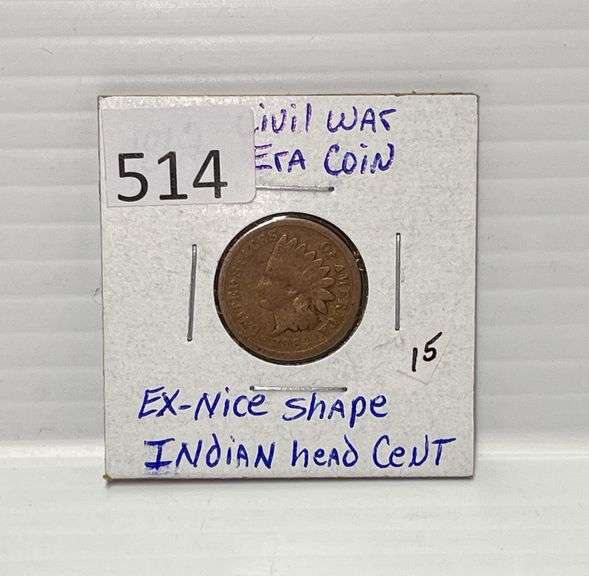 Civil WAr
514 ErA CoiN
UNITED STATES OF AMERICA
15
EX-Nice SHAPe
INdiAN heAd CeNT